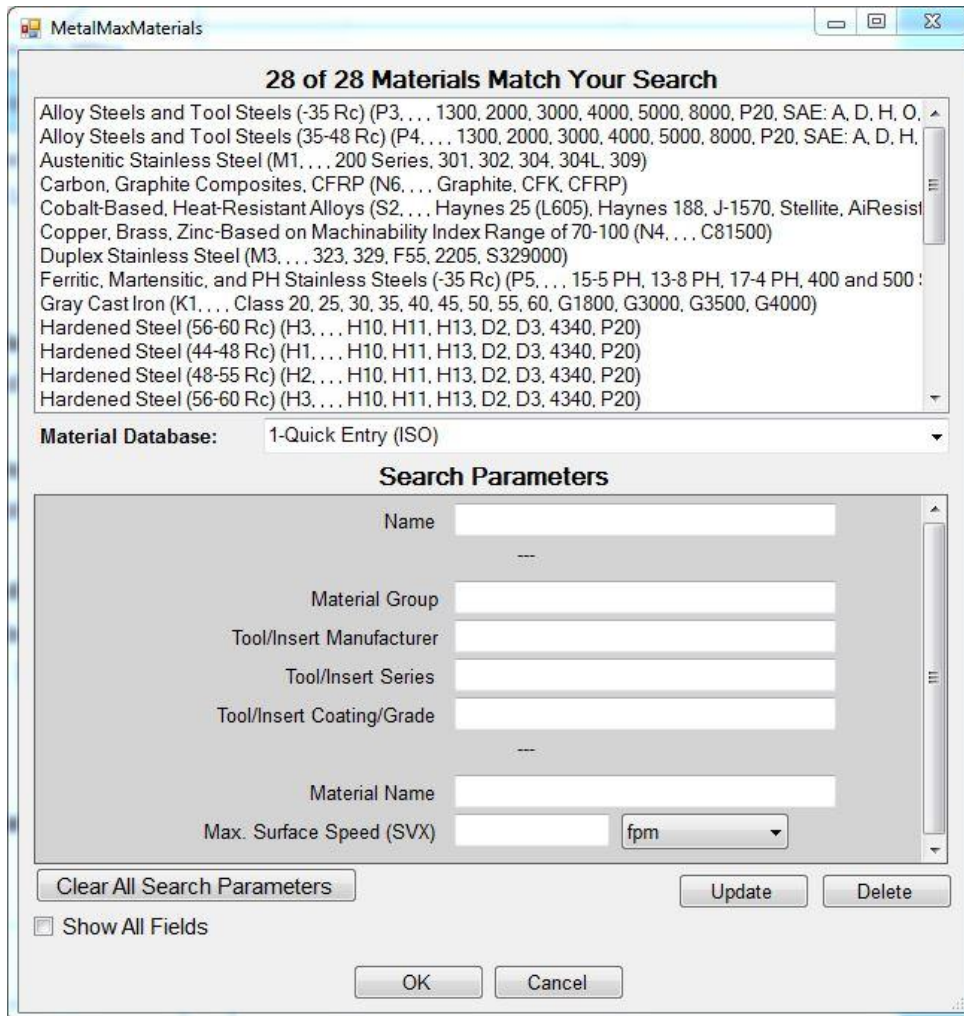 MetalMaxMaterials
28 of 28 Materials Match Your Search
Alloy Steels and Tool Steels (-35 Rc) (P3, , , , 1300, 2000, 3000, 4000, 5000, 8000, P20, SAE: A, D, H, O,
Alloy Steels and Tool Steels (35-48 Rc) (P4, , , , 1300, 2000, 3000, 4000, 5000, 8000, P20, SAE: A, D, H,
Austenitic Stainless Steel (M1, , , , 200 Series, 301, 302, 304, 304L, 309)
Carbon, Graphite Composites, CFRP (N6, , , , Graphite, CFK, CFRP)
Cobalt-Based, Heat-Resistant Alloys (S2, , , , Haynes 25 (L605), Haynes 188, J-1570, Stellite, AiResist
Copper, Brass, Zinc-Based on Machinability Index Range of 70-100 (N4, , , , C81500)
Duplex Stainless Steel (M3, , , , 323, 329, F55, 2205, S329000)
Ferritic, Martensitic, and PH Stainless Steels (-35 Rc) (P5, , , , 15-5 PH, 13-8 PH, 17-4 PH, 400 and 500
Gray Cast Iron (K1, , , , Class 20, 25, 30, 35, 40, 45, 50, 55, 60, G1800, G3000, G3500, G4000)
Hardened Steel (56-60 Rc) (H3, , , , H10, H11, H13, D2, D3, 4340, P20)
Hardened Steel (44-48 Rc) (H1, , , , H10, H11, H13, D2, D3, 4340, P20)
Hardened Steel (48-55 Rc) (H2, , , , H10, H11, H13, D2, D3, 4340, P20)
Hardened Steel (56-60 Rc) (H3, , , , H10, H11, H13, D2, D3, 4340, P20)
Material Database: 1-Quick Entry (ISO)
Search Parameters
Name
---
Material Group
Tool/Insert Manufacturer
Tool/Insert Series
Tool/Insert Coating/Grade
---
Material Name
Max. Surface Speed (SVX) fpm
Clear All Search Parameters Update Delete
Show All Fields
OK Cancel